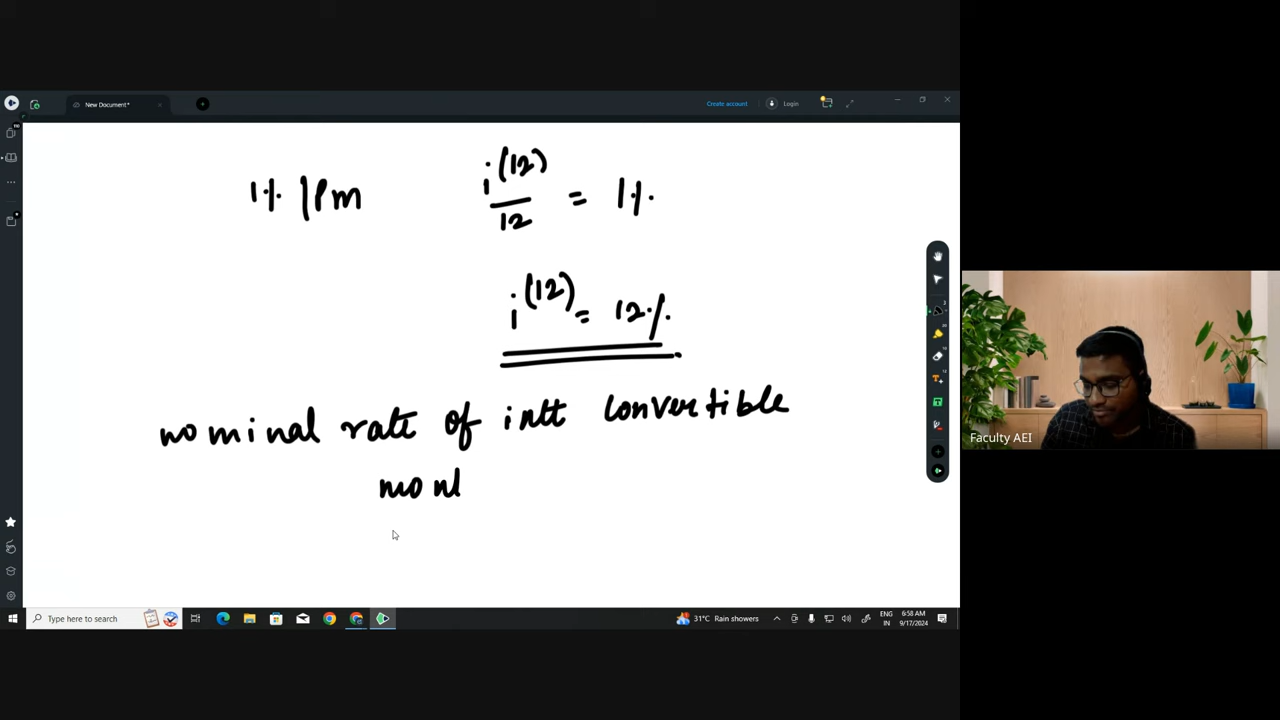 New Document*
Create account
Login
1% | Pm
i^(12)/12 = 1%
i^(12) = 12%
nominal rate of intt convertible
monl
Faculty AEI
Type here to search
31°C Rain showers
ENG
IN
6:58 AM
9/17/2024